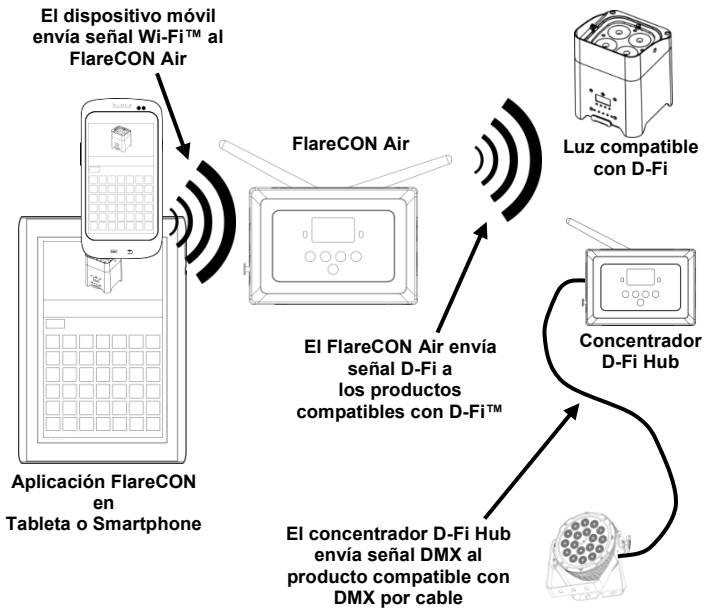 El dispositivo móvil
envía señal Wi-Fi™ al
FlareCON Air
FlareCON Air
Luz compatible
con D-Fi
El FlareCON Air envía
señal D-Fi a
los productos
compatibles con D-Fi™
Concentrador
D-Fi Hub
Aplicación FlareCON
en
Tableta o Smartphone
El concentrador D-Fi Hub
envía señal DMX al
producto compatible con
DMX por cable